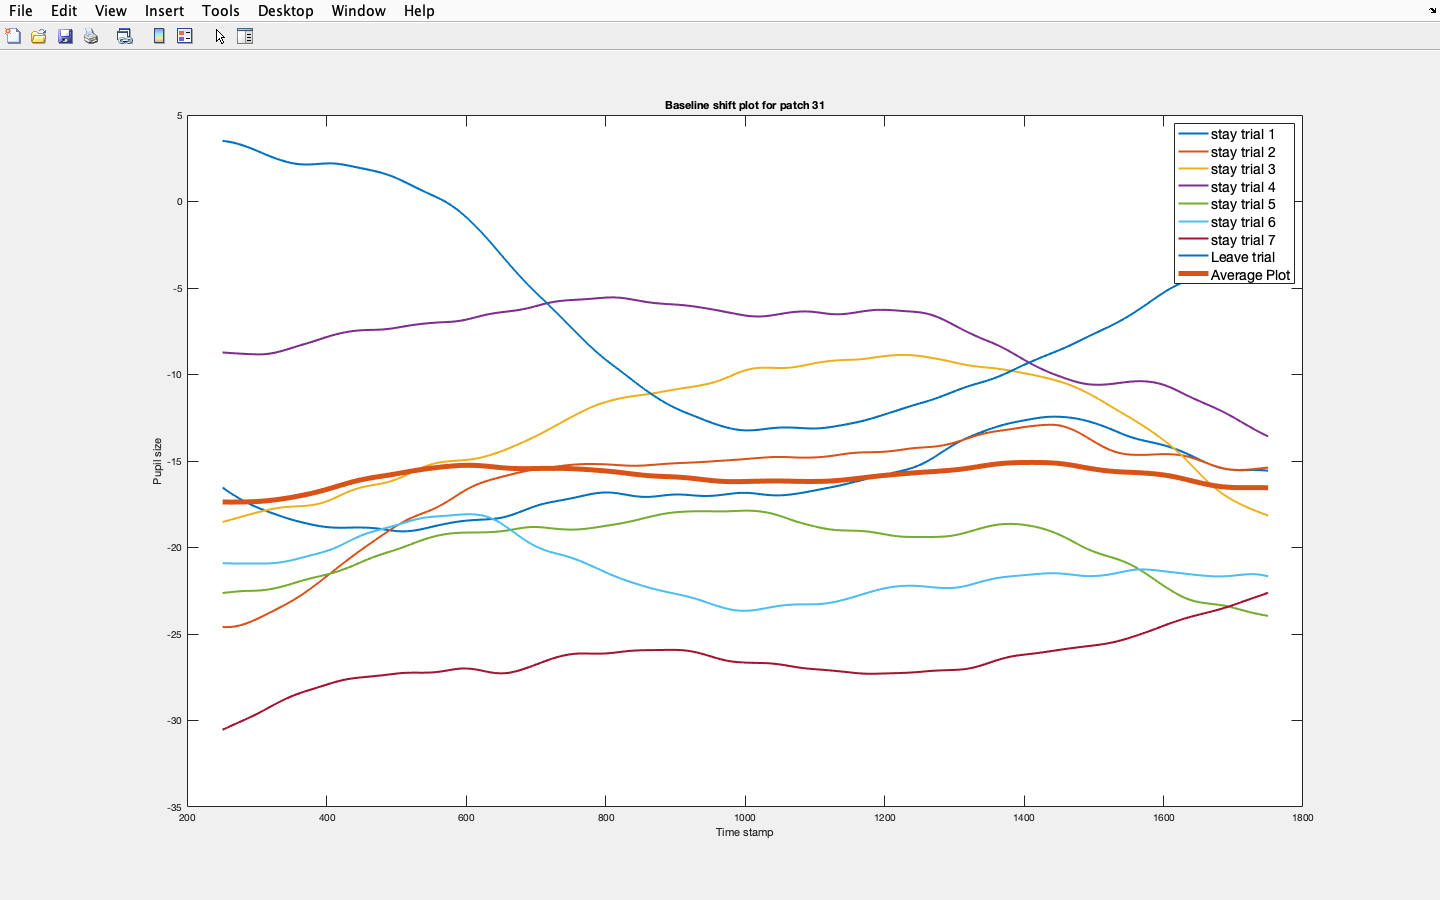 File Edit View Insert Tools Desktop Window Help
Baseline shift plot for patch 31
5
0
-5
-10
-15
-20
-25
-30
-35
Pupil size
200 400 600 800 1000 1200 1400 1600 1800
Time stamp
stay trial 1
stay trial 2
stay trial 3
stay trial 4
stay trial 5
stay trial 6
stay trial 7
Leave trial
Average Plot